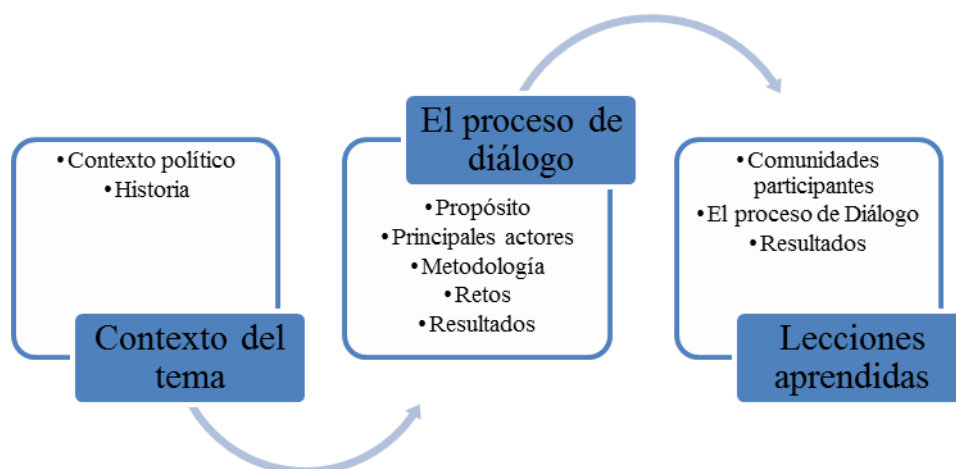 •Contexto político
•Historia
Contexto del
tema
El proceso de
diálogo
•Propósito
•Principales actores
•Metodología
•Retos
•Resultados
•Comunidades
participantes
•El proceso de Diálogo
•Resultados
Lecciones
aprendidas